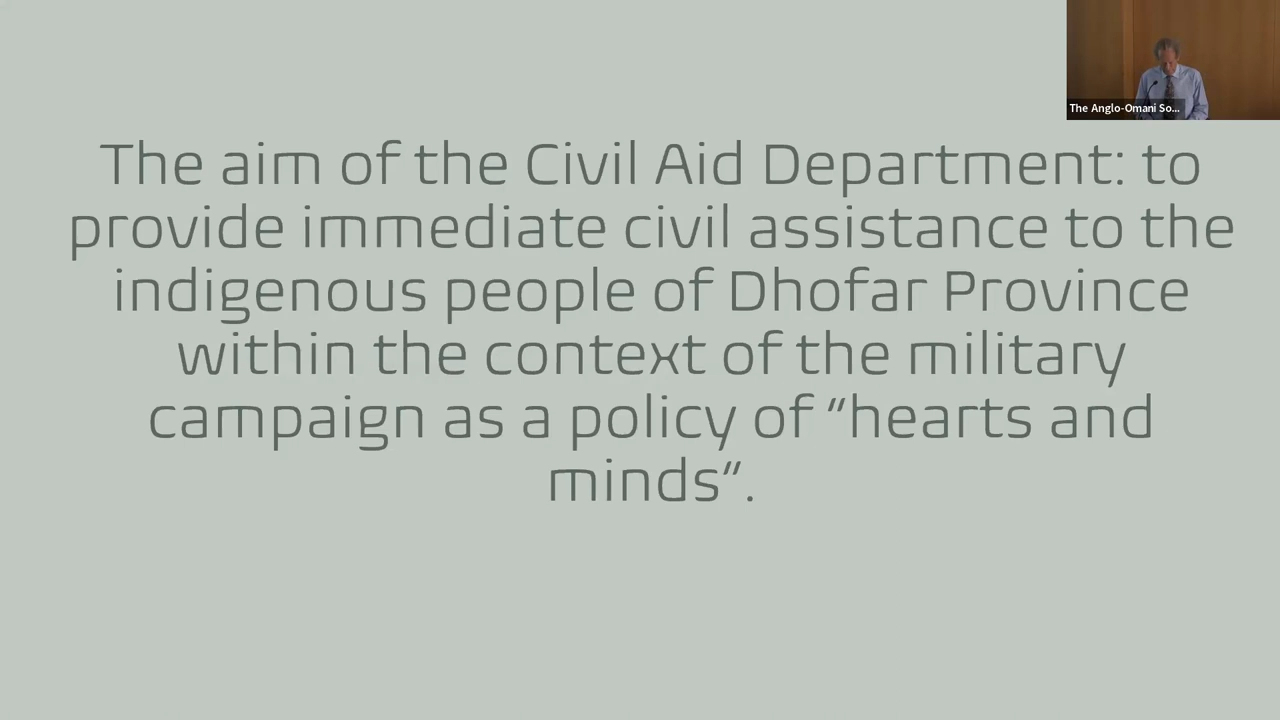 The Anglo-Omani So...
The aim of the Civil Aid Department: to
provide immediate civil assistance to the
indigenous people of Dhofar Province
within the context of the military
campaign as a policy of “hearts and
minds”.